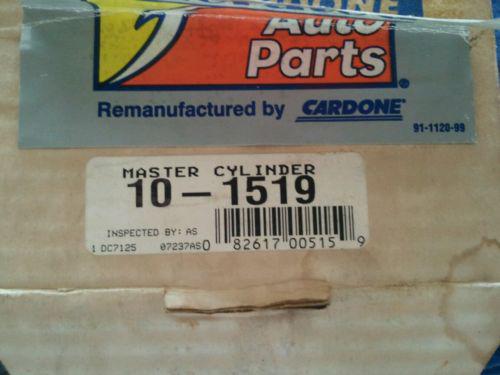 Auto
Parts
Remanufactured by CARDONE®
91-1120-99
MASTER CYLINDER
10-1519
INSPECTED BY: AS
1 DC7125 07237AS
0 82617 00515 9